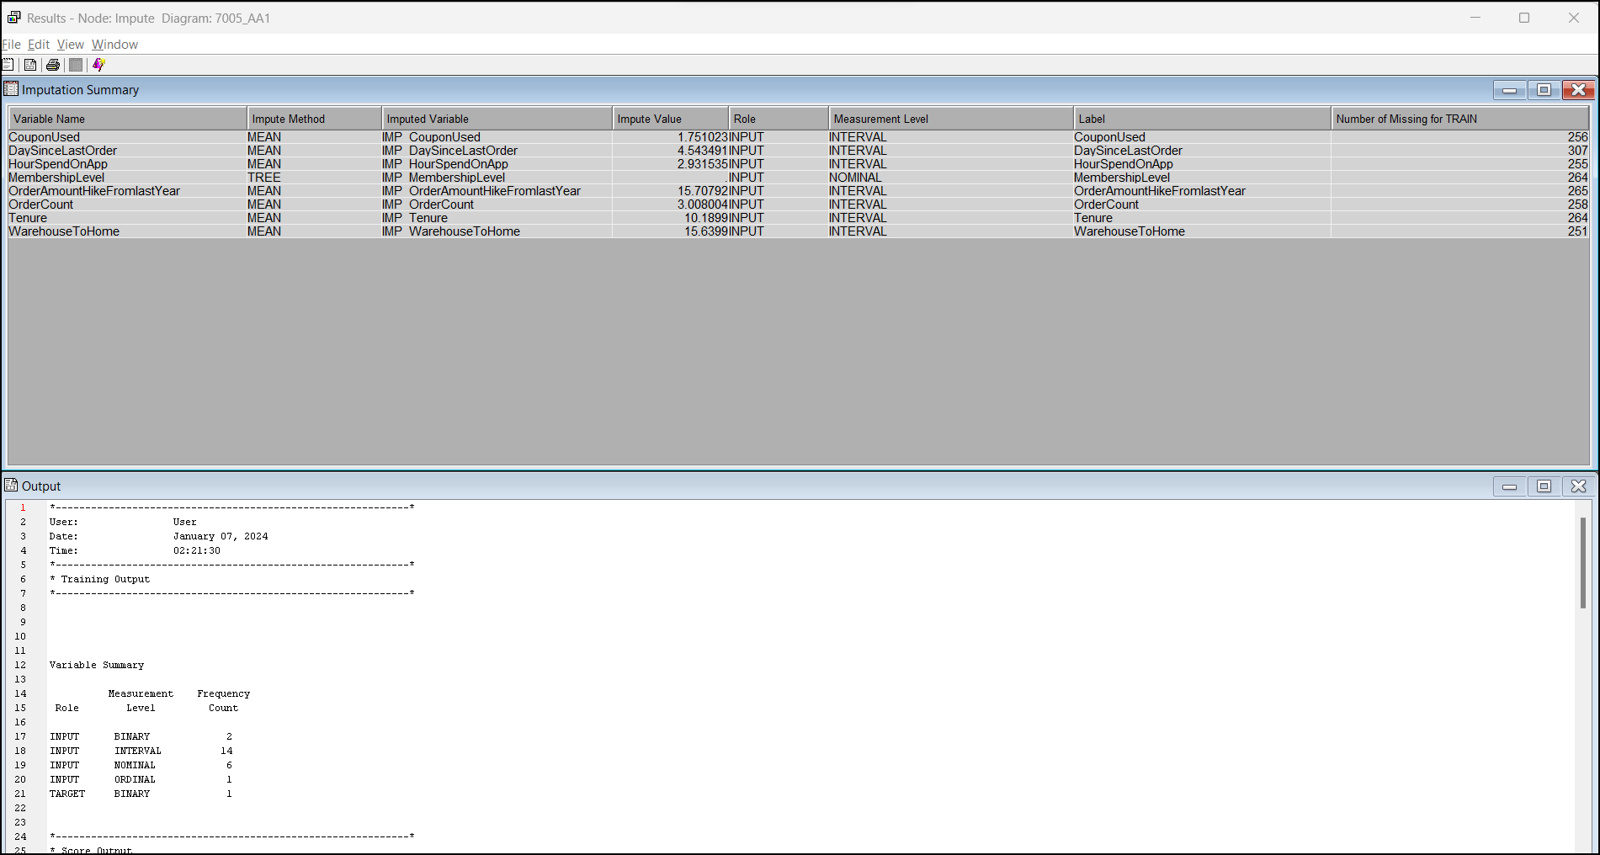 Results - Node: Impute  Diagram: 7005_AA1
File Edit View Window
Imputation Summary
Variable Name Impute Method Imputed Variable Impute Value Role Measurement Level Label Number of Missing for TRAIN
CouponUsed MEAN IMP_CouponUsed 1.751023 INPUT INTERVAL CouponUsed 256
DaySinceLastOrder MEAN IMP_DaySinceLastOrder 4.543491 INPUT INTERVAL DaySinceLastOrder 307
HourSpendOnApp MEAN IMP_HourSpendOnApp 2.931535 INPUT INTERVAL HourSpendOnApp 255
MembershipLevel TREE IMP_MembershipLevel . INPUT NOMINAL MembershipLevel 264
OrderAmountHikeFromlastYear MEAN IMP_OrderAmountHikeFromlastYear 15.70792 INPUT INTERVAL OrderAmountHikeFromlastYear 265
OrderCount MEAN IMP_OrderCount 3.008004 INPUT INTERVAL OrderCount 258
Tenure MEAN IMP_Tenure 10.1899 INPUT INTERVAL Tenure 264
WarehouseToHome MEAN IMP_WarehouseToHome 15.6399 INPUT INTERVAL WarehouseToHome 251
Output
1 *------------------------------------------------------------*
2 User: User
3 Date: January 07, 2024
4 Time: 02:21:30
5 *------------------------------------------------------------*
6 * Training Output
7 *------------------------------------------------------------*
8
9
10
11
12 Variable Summary
13
14 Measurement Frequency
15 Role Level Count
16
17 INPUT BINARY 2
18 INPUT INTERVAL 14
19 INPUT NOMINAL 6
20 INPUT ORDINAL 1
21 TARGET BINARY 1
22
23
24 *------------------------------------------------------------*
25 * Score Output